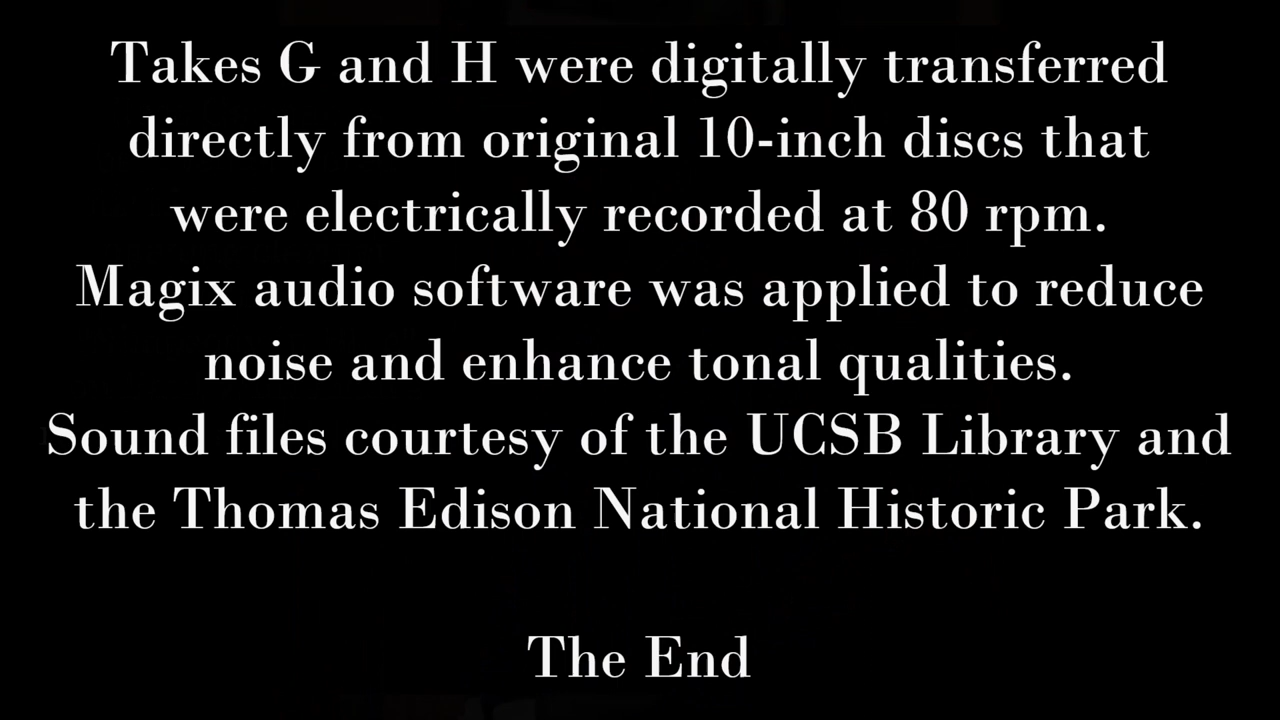 Takes G and H were digitally transferred
directly from original 10-inch discs that
were electrically recorded at 80 rpm.
Magix audio software was applied to reduce
noise and enhance tonal qualities.
Sound files courtesy of the UCSB Library and
the Thomas Edison National Historic Park.
The End